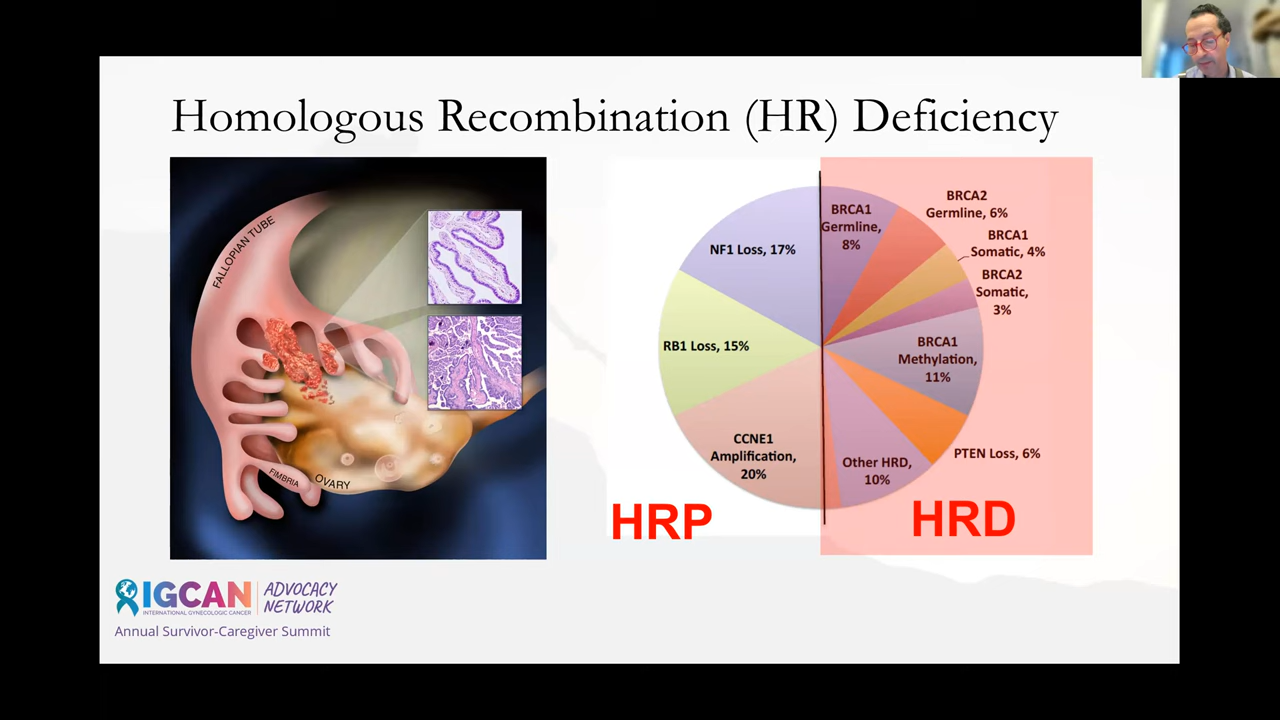 Homologous Recombination (HR) Deficiency
FALLOPIAN TUBE
FIMBRIA
OVARY
NF1 Loss, 17%
RB1 Loss, 15%
CCNE1
Amplification,
20%
BRCA1
Germline,
8%
BRCA2
Germline, 6%
BRCA1
Somatic, 4%
BRCA2
Somatic,
3%
BRCA1
Methylation,
11%
PTEN Loss, 6%
Other HRD,
10%
HRP
HRD
IGCAN
INTERNATIONAL GYNECOLOGIC CANCER
ADVOCACY
NETWORK
Annual Survivor-Caregiver Summit